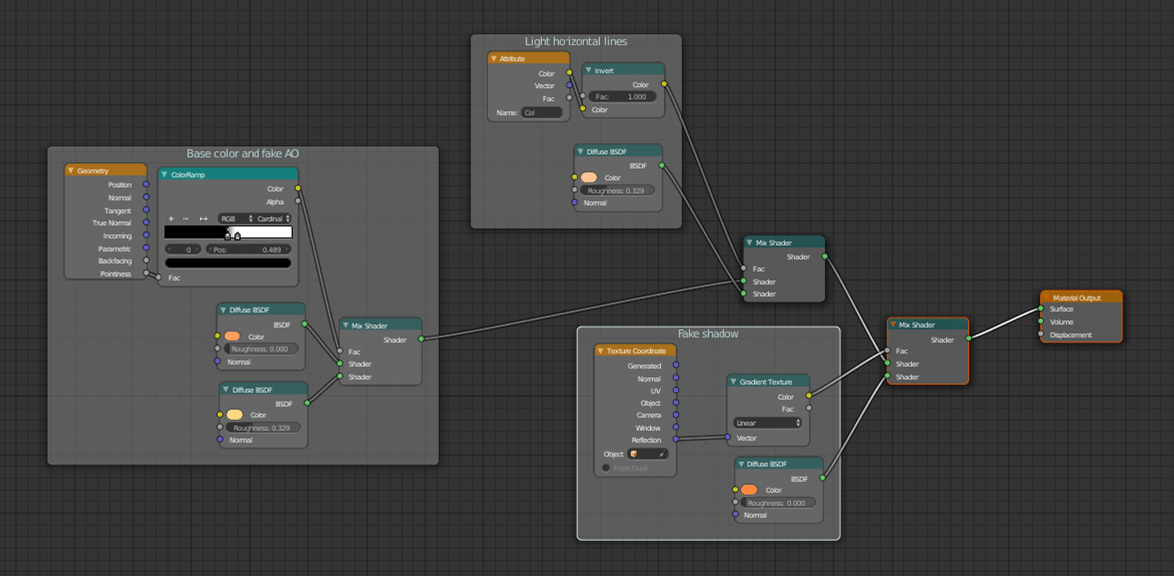 Light horizontal lines
Attribute
Color
Vector
Fac
Name: Col
Invert
Color
Fac: 1.000
Color
Diffuse BSDF
BSDF
Color
Roughness: 0.329
Normal
Base color and fake AO
Geometry
Position
Normal
Tangent
True Normal
Incoming
Parametric
Backfacing
Pointiness
ColorRamp
Color
Alpha
RGB
Cardinal
0
Pos: 0.489
Fac
Diffuse BSDF
BSDF
Color
Roughness: 0.000
Normal
Diffuse BSDF
BSDF
Color
Roughness: 0.329
Normal
Mix Shader
Shader
Fac
Shader
Shader
Mix Shader
Shader
Fac
Shader
Shader
Fake shadow
Texture Coordinate
Generated
Normal
UV
Object
Camera
Window
Reflection
Object:
From Dupli
Gradient Texture
Color
Fac
Linear
Vector
Diffuse BSDF
BSDF
Color
Roughness: 0.000
Normal
Mix Shader
Shader
Fac
Shader
Shader
Material Output
Surface
Volume
Displacement